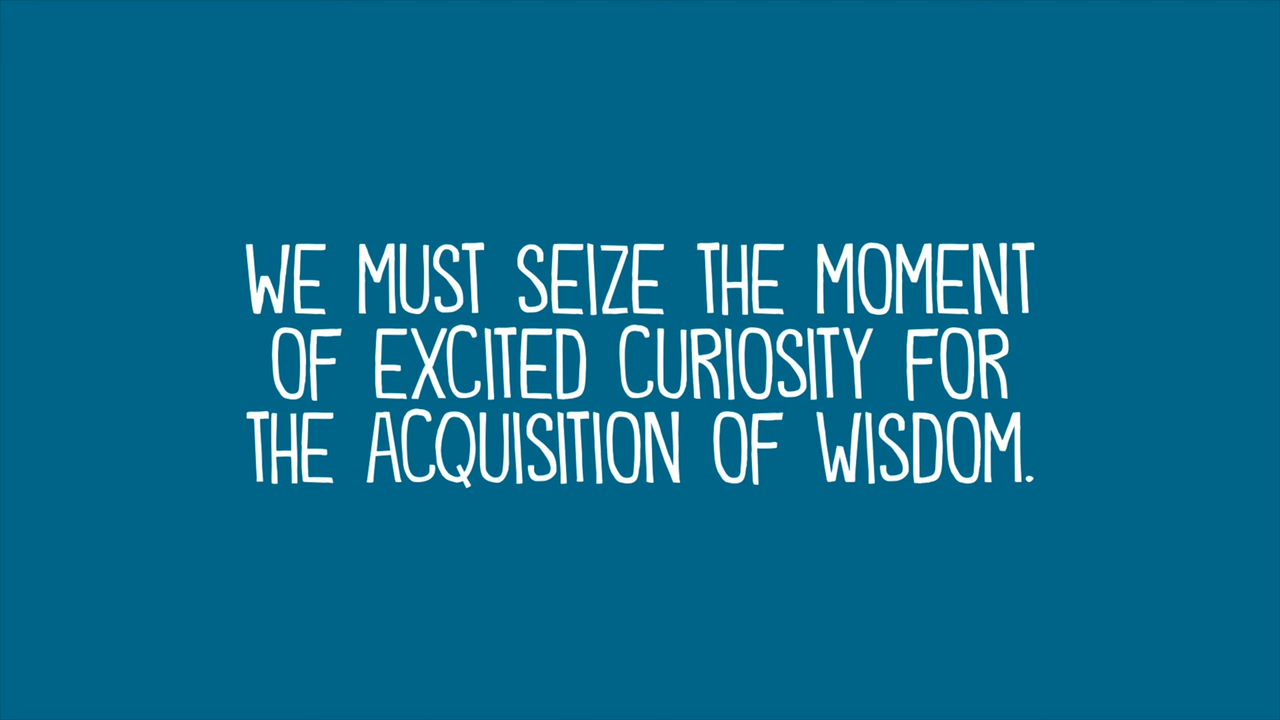 WE MUST SEIZE THE MOMENT
OF EXCITED CURIOSITY FOR
THE ACQUISITION OF WISDOM.